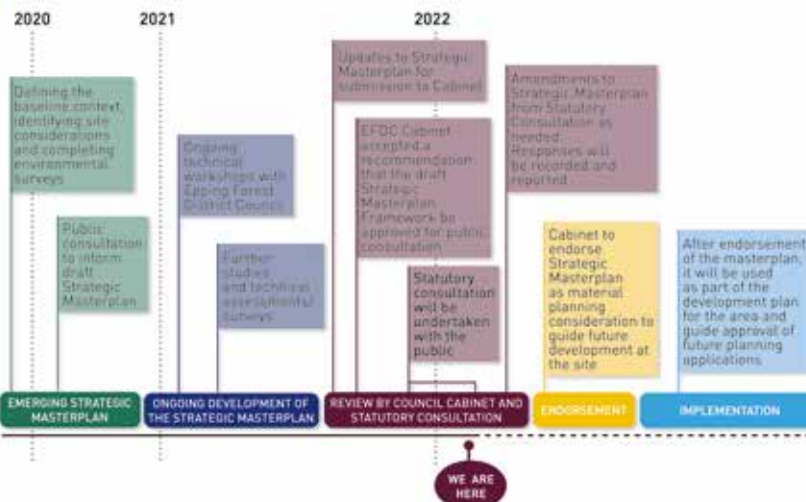 2020
2021
2022
Defining the
baseline context,
identifying site
considerations
and completing
environmental
surveys
Public
consultation
to inform
draft
Strategic
Masterplan
Ongoing
technical
workshops with
Epping Forest
District Council
Further
studies
and technical
assessments/
surveys
Updates to Strategic
Masterplan for
submission to Cabinet
EFDC Cabinet
accepted a
recommendation
that the draft
Strategic
Masterplan
Framework be
approved for public
consultation
Statutory
consultation
will be
undertaken
with the
public
Amendments to
Strategic Masterplan
from Statutory
Consultation as
needed.
Responses will
be recorded and
reported
Cabinet to
endorse
Strategic
Masterplan
as material
planning
consideration to
guide future
development at
the site
After endorsement
of the masterplan,
it will be used
as part of the
development plan
for the area and
guide approval of
future planning
applications
EMERGING STRATEGIC
MASTERPLAN
ONGOING DEVELOPMENT OF
THE STRATEGIC MASTERPLAN
REVIEW BY COUNCIL CABINET AND
STATUTORY CONSULTATION
ENDORSEMENT
IMPLEMENTATION
WE ARE
HERE